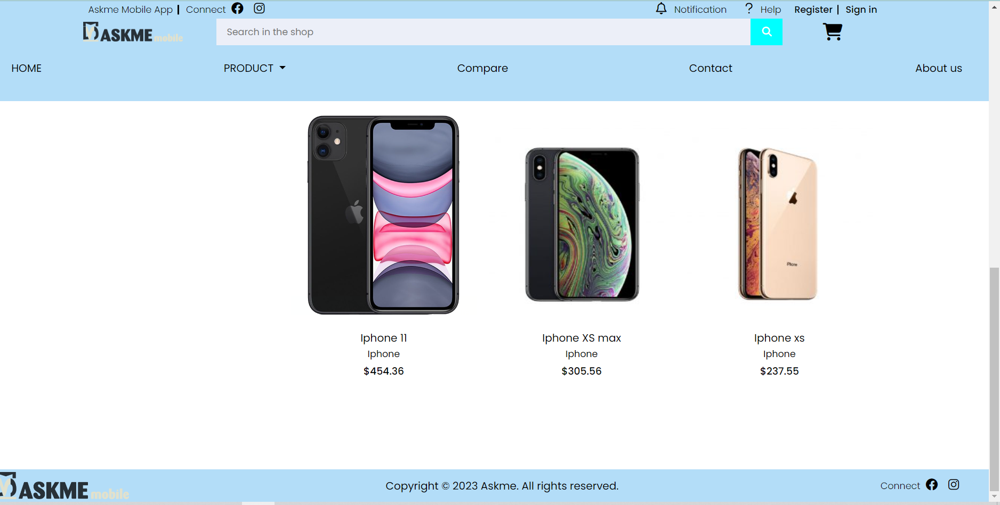 Askme Mobile App | Connect
Notification ? Help Register | Sign in
ASKME mobile
Search in the shop
HOME
PRODUCT
Compare
Contact
About us
iPhone
Iphone 11
Iphone
$454.36
Iphone XS max
Iphone
$305.56
Iphone xs
Iphone
$237.55
ASKME mobile
Copyright © 2023 Askme. All rights reserved.
Connect